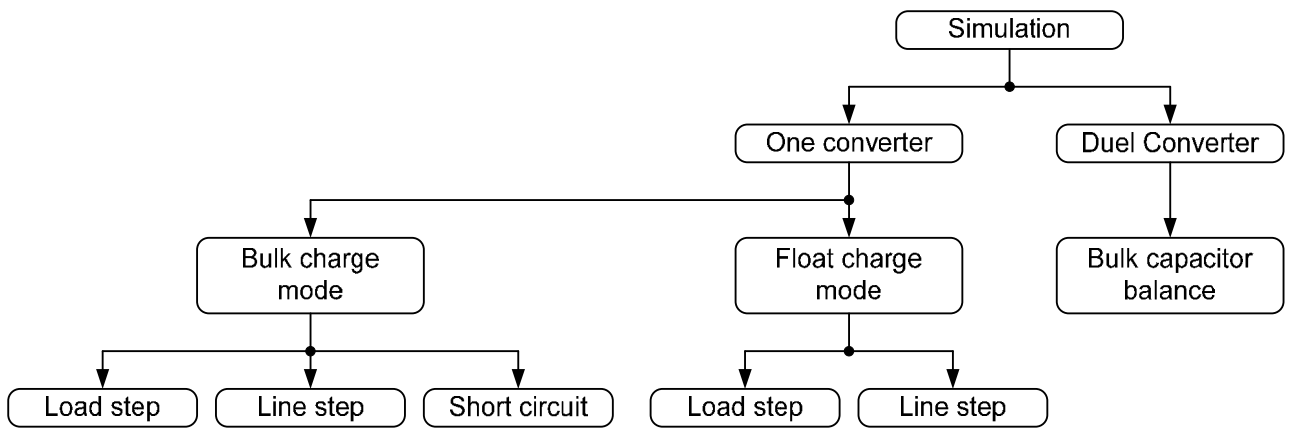 Simulation
One converter
Duel Converter
Bulk charge
mode
Float charge
mode
Bulk capacitor
balance
Load step
Line step
Short circuit
Load step
Line step